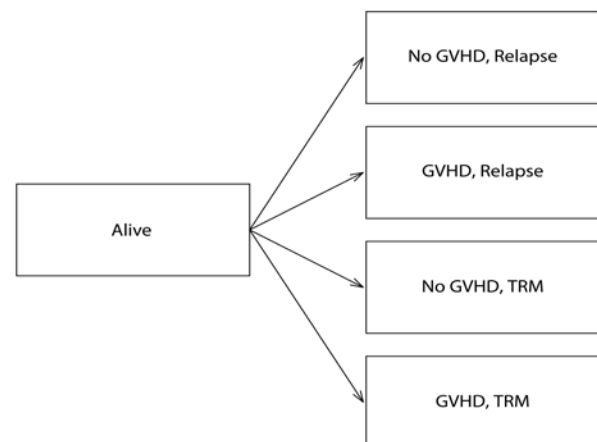 No GVHD, Relapse
GVHD, Relapse
Alive
No GVHD, TRM
GVHD, TRM